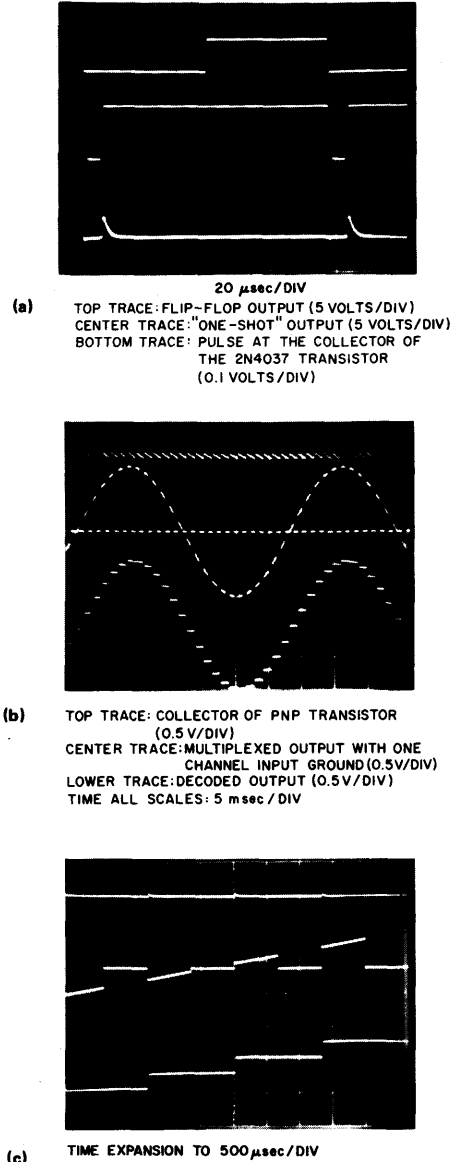 20 µsec/DIV
(a) TOP TRACE: FLIP-FLOP OUTPUT (5 VOLTS/DIV)
CENTER TRACE: "ONE-SHOT" OUTPUT (5 VOLTS/DIV)
BOTTOM TRACE: PULSE AT THE COLLECTOR OF
THE 2N4037 TRANSISTOR
(0.1 VOLTS/DIV)
(b) TOP TRACE: COLLECTOR OF PNP TRANSISTOR
(0.5 V/DIV)
CENTER TRACE: MULTIPLEXED OUTPUT WITH ONE
CHANNEL INPUT GROUND (0.5V/DIV)
LOWER TRACE: DECODED OUTPUT (0.5 V/DIV)
TIME ALL SCALES: 5 msec / DIV
(c) TIME EXPANSION TO 500 µsec/DIV